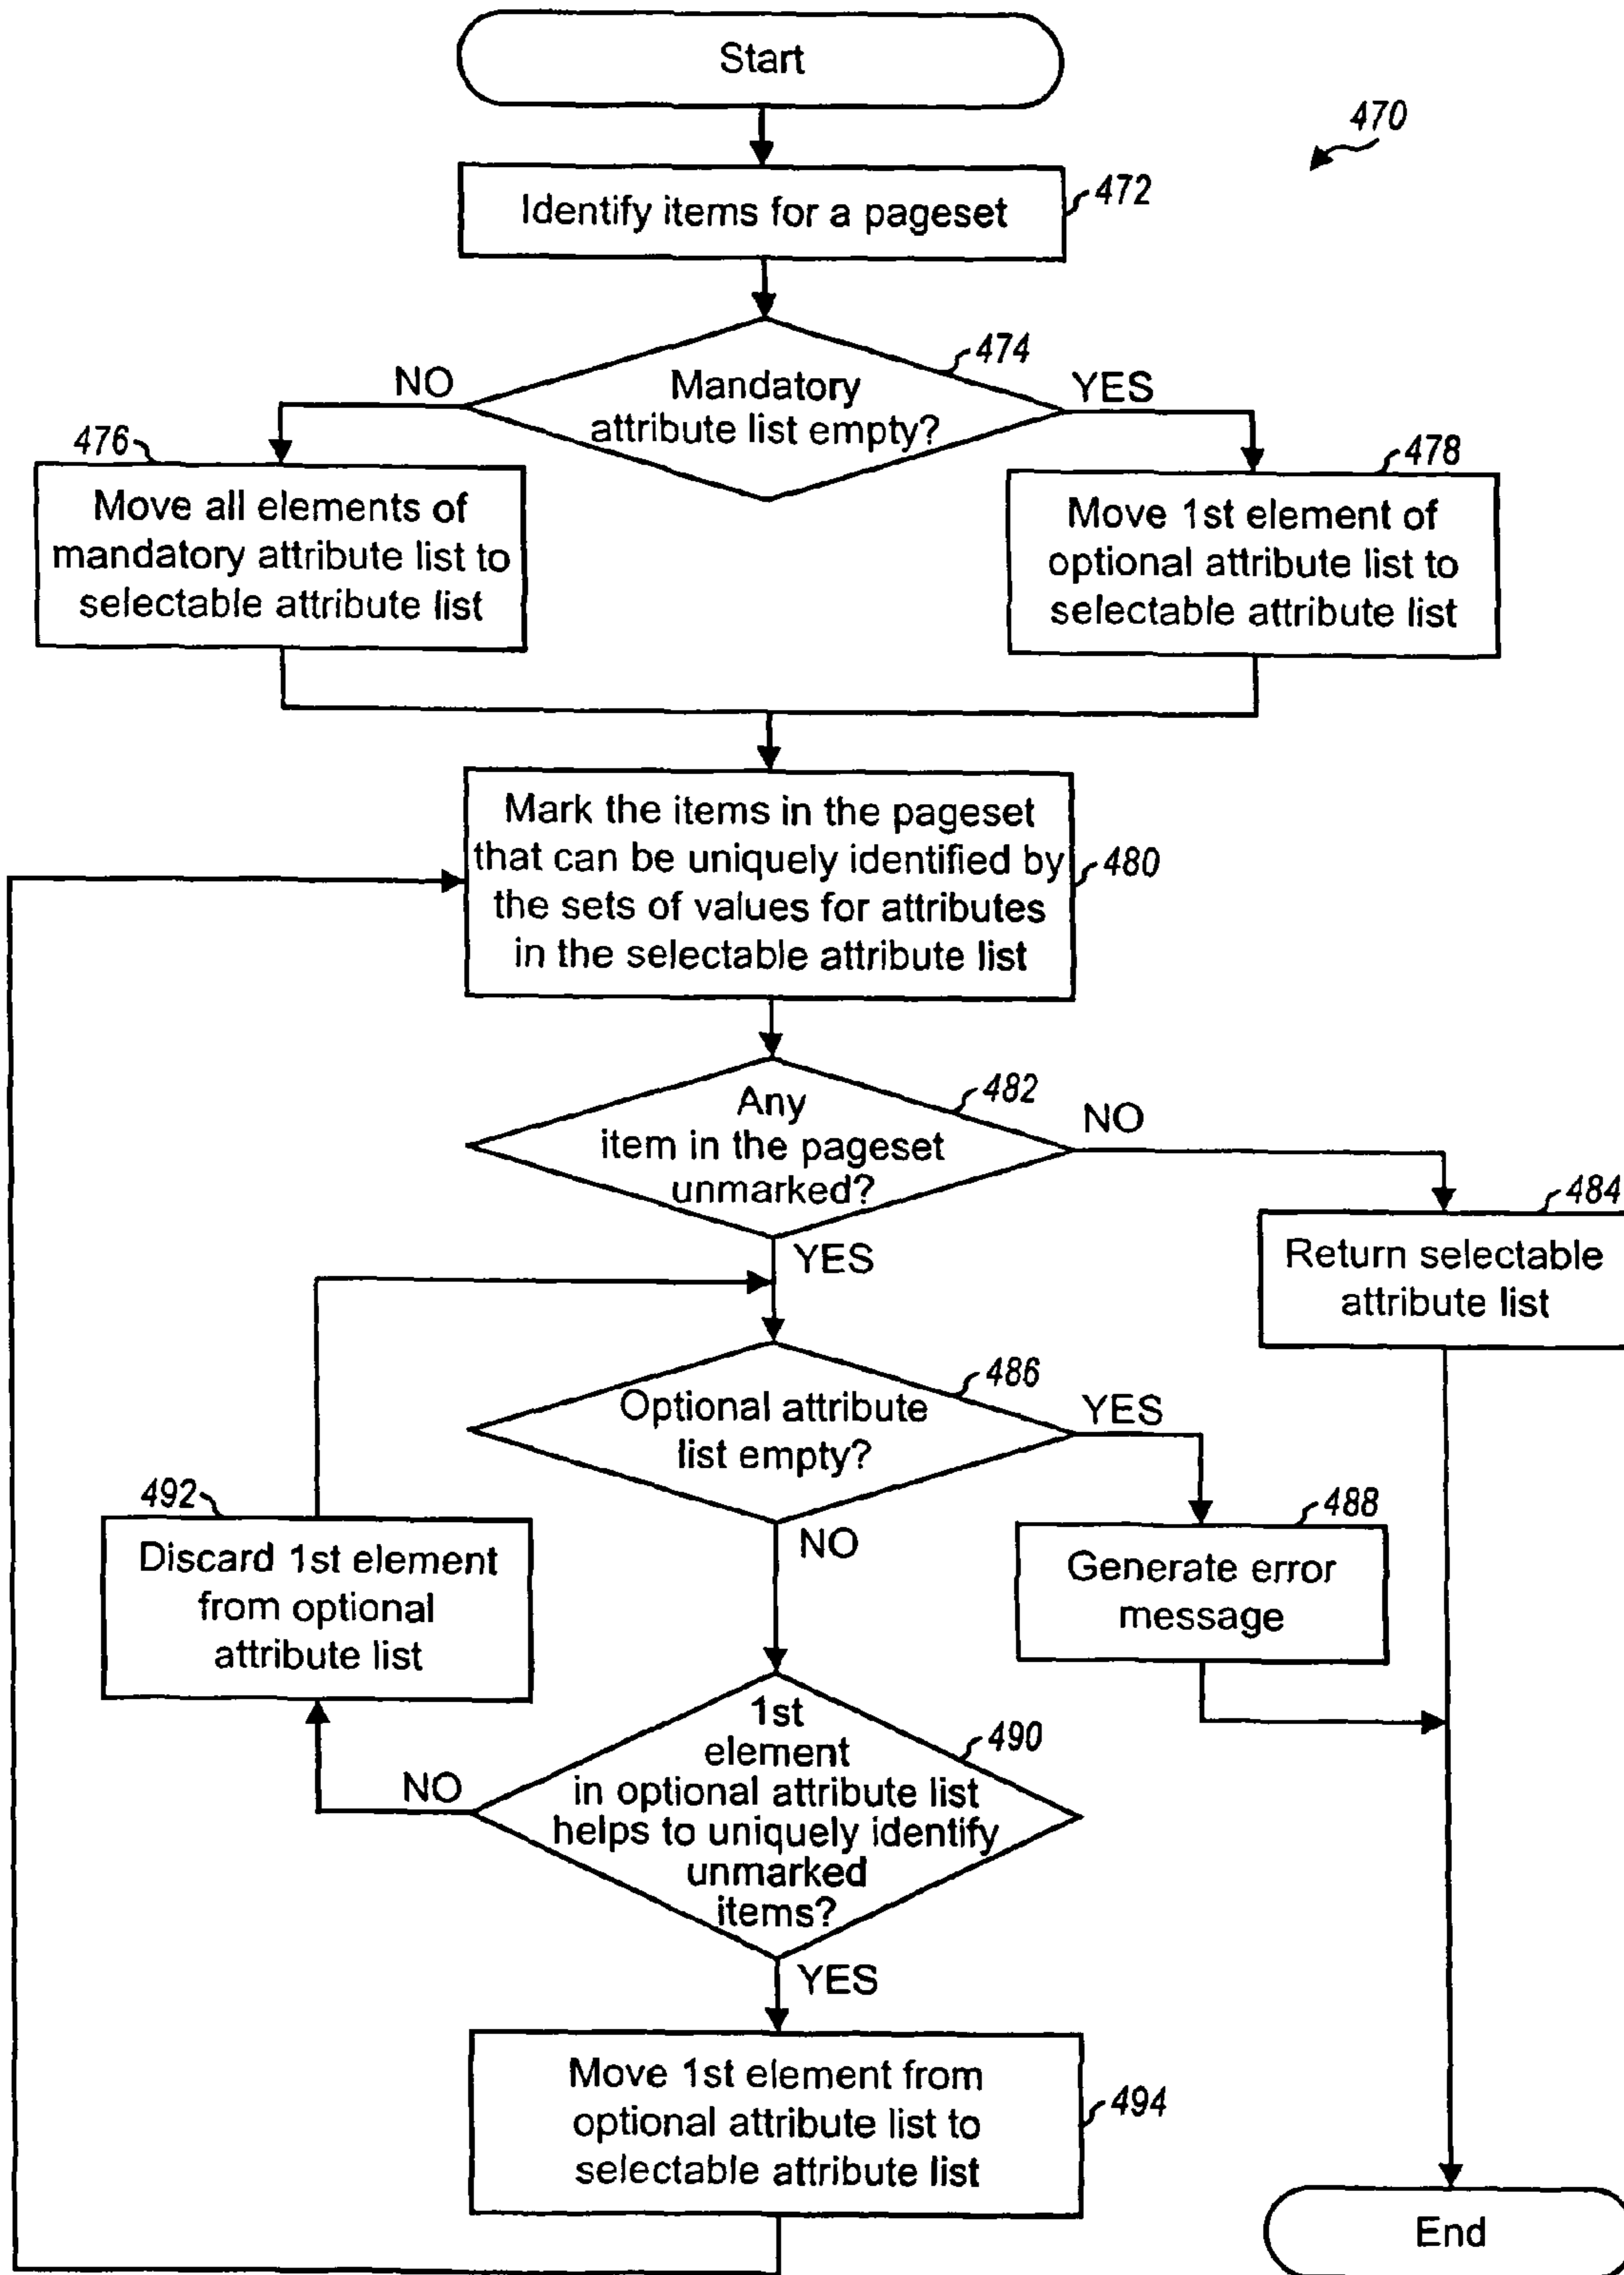 Start
470
Identify items for a pageset
472
474
NO
Mandatory
attribute list empty?
YES
476
Move all elements of
mandatory attribute list to
selectable attribute list
478
Move 1st element of
optional attribute list to
selectable attribute list
Mark the items in the pageset
that can be uniquely identified by
the sets of values for attributes
in the selectable attribute list
480
482
Any
item in the pageset
unmarked?
NO
YES
484
Return selectable
attribute list
486
Optional attribute
list empty?
YES
NO
492
Discard 1st element
from optional
attribute list
488
Generate error
message
490
1st
element
in optional attribute list
helps to uniquely identify
unmarked
items?
NO
YES
Move 1st element from
optional attribute list to
selectable attribute list
494
End